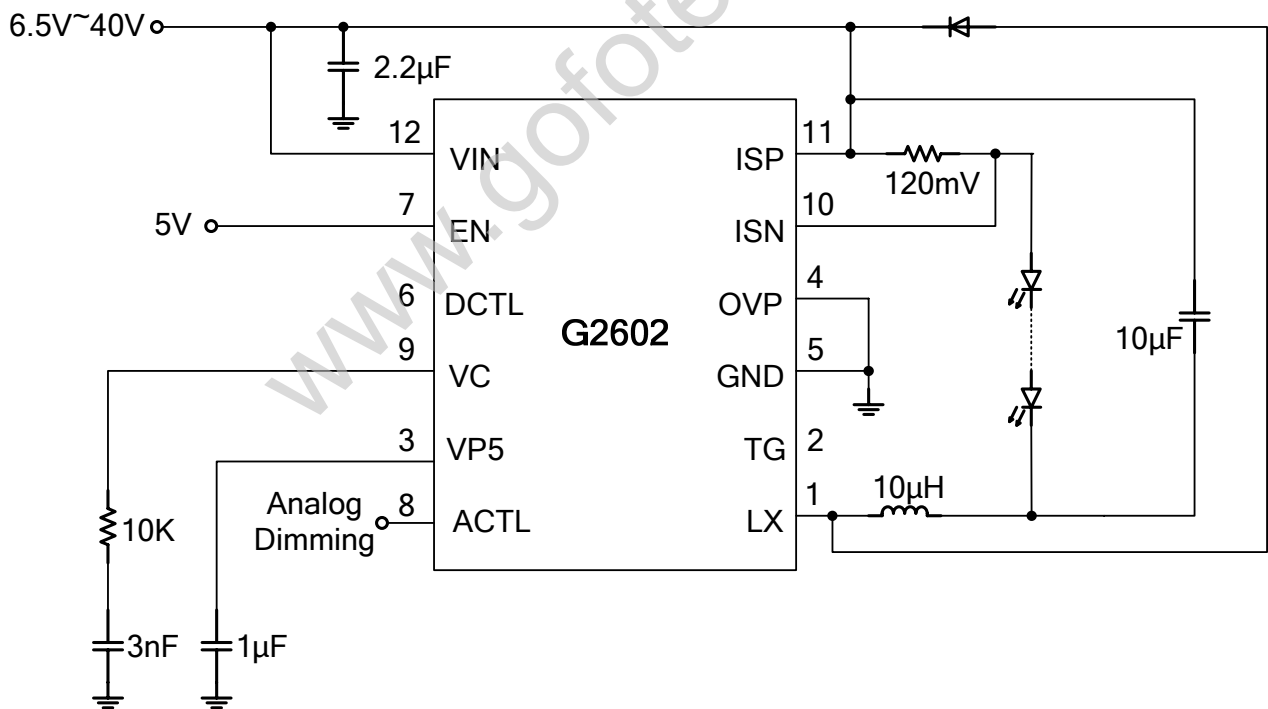 6.5V~40V
2.2µF
12
VIN
7
5V
EN
6
DCTL
9
VC
3
VP5
Analog
Dimming
8
ACTL
G2602
11
ISP
120mV
10
ISN
4
OVP
5
GND
2
TG
1
LX
10µH
10µF
10K
3nF
1µF